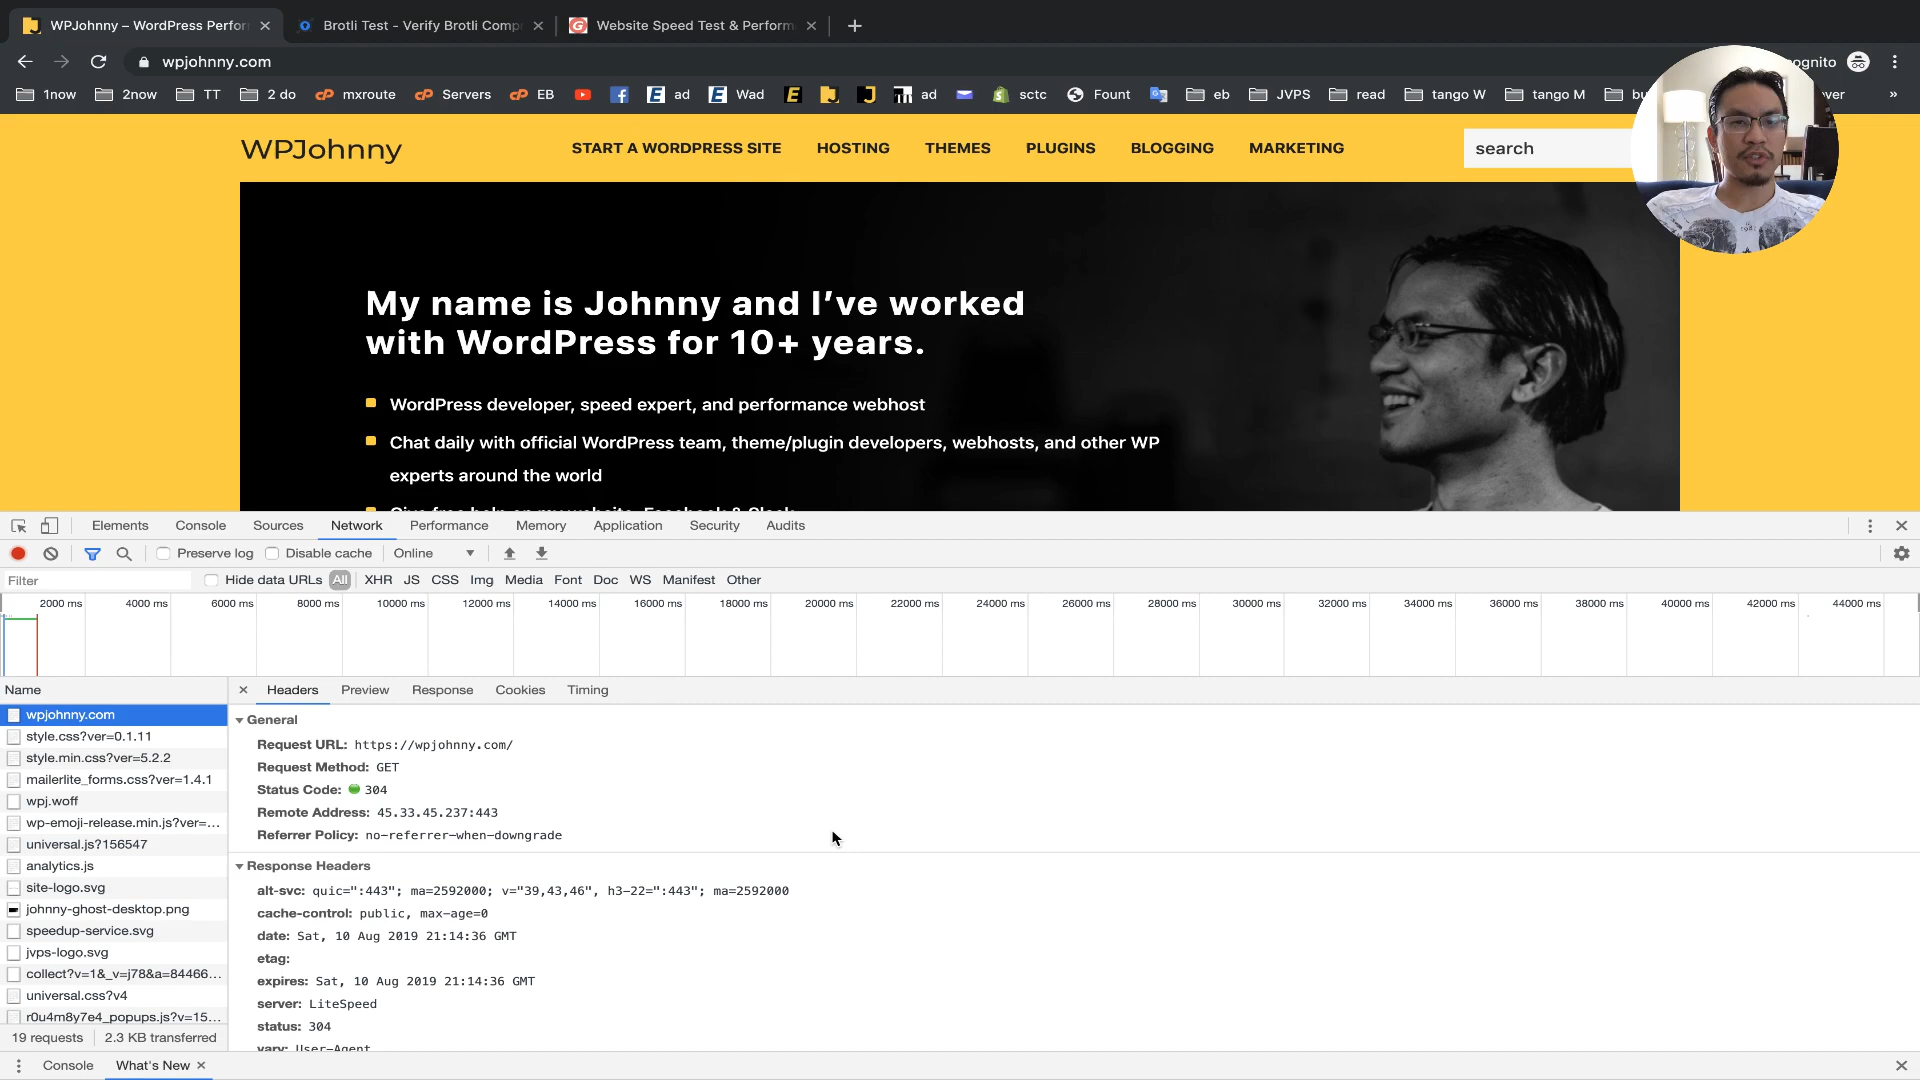 WPJohnny – WordPress Perfor
Brotli Test - Verify Brotli Comp
Website Speed Test & Perform
wpjohnny.com
ognito
1now 2now TT 2 do mxroute Servers EB ad Wad ad sctc Fount eb JVPS read tango W tango M bu ver »
WPJohnny
START A WORDPRESS SITE HOSTING THEMES PLUGINS BLOGGING MARKETING
search
My name is Johnny and I've worked
with WordPress for 10+ years.
WordPress developer, speed expert, and performance webhost
Chat daily with official WordPress team, theme/plugin developers, webhosts, and other WP
experts around the world
Give free help on my website, Facebook & Slack
Elements Console Sources Network Performance Memory Application Security Audits
Preserve log Disable cache Online
Filter
Hide data URLs All XHR JS CSS Img Media Font Doc WS Manifest Other
2000 ms 4000 ms 6000 ms 8000 ms 10000 ms 12000 ms 14000 ms 16000 ms 18000 ms 20000 ms 22000 ms 24000 ms 26000 ms 28000 ms 30000 ms 32000 ms 34000 ms 36000 ms 38000 ms 40000 ms 42000 ms 44000 ms
Name
wpjohnny.com
style.css?ver=0.1.11
style.min.css?ver=5.2.2
mailerlite_forms.css?ver=1.4.1
wpj.woff
wp-emoji-release.min.js?ver=...
universal.js?156547
analytics.js
site-logo.svg
johnny-ghost-desktop.png
speedup-service.svg
jvps-logo.svg
collect?v=1&_v=j78&a=84466...
universal.css?v4
r0u4m8y7e4_popups.js?v=15...
19 requests 2.3 KB transferred
Headers Preview Response Cookies Timing
General
Request URL: https://wpjohnny.com/
Request Method: GET
Status Code: 304
Remote Address: 45.33.45.237:443
Referrer Policy: no-referrer-when-downgrade
Response Headers
alt-svc: quic=":443"; ma=2592000; v="39,43,46", h3-22=":443"; ma=2592000
cache-control: public, max-age=0
date: Sat, 10 Aug 2019 21:14:36 GMT
etag:
expires: Sat, 10 Aug 2019 21:14:36 GMT
server: LiteSpeed
status: 304
vary: User-Agent
Console What's New